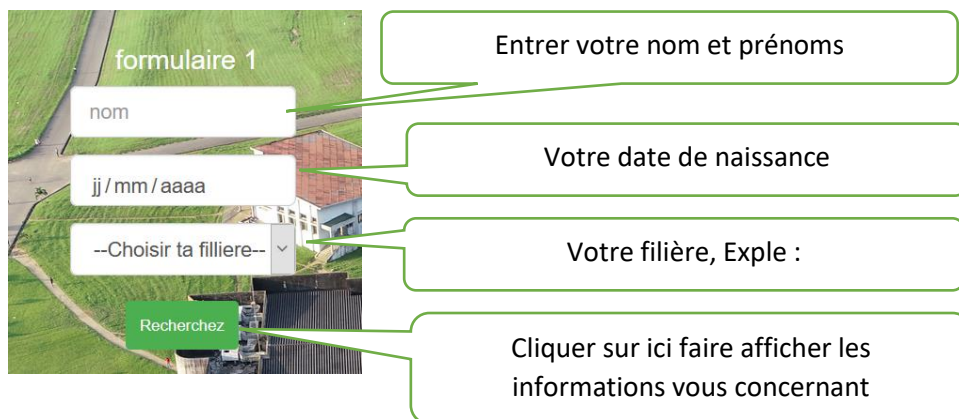 formulaire 1
Entrer votre nom et prénoms
nom
Votre date de naissance
jj/mm/aaaa
Votre filière, Exple :
--Choisir ta filliere--
Recherchez
Cliquer sur ici faire afficher les
informations vous concernant